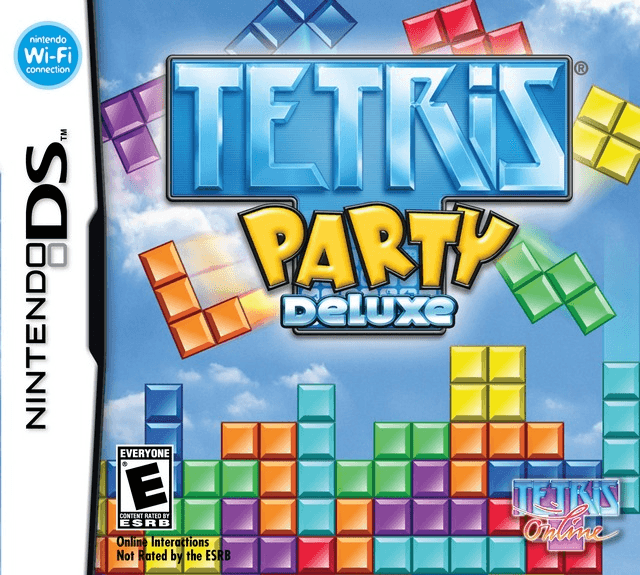 nintendo
Wi-Fi
connection
NINTENDO DS™
TETRiS®
PARTY
DeLuxe
EVERYONE
E
®
CONTENT RATED BY
ESRB
Online Interactions
Not Rated by the ESRB
TETRiS
Online